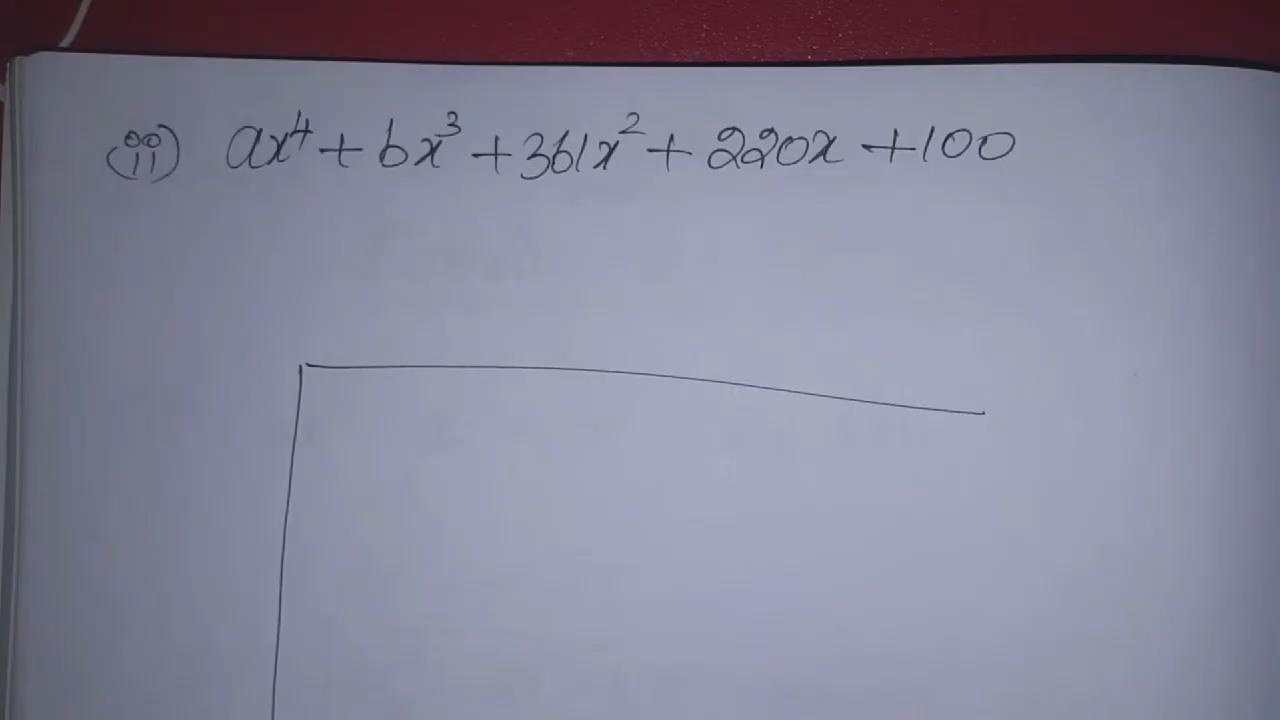 (ii) ax⁴ + bx³ + 361x² + 220x + 100